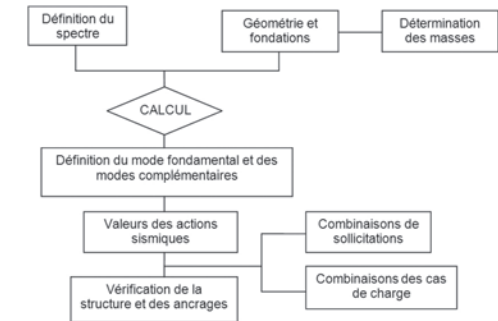 Définition du
spectre
Géométrie et
fondations
Détermination
des masses
CALCUL
Définition du mode fondamental et des
modes complémentaires
Valeurs des actions
sismiques
Combinaisons de
sollicitations
Combinaisons des cas
de charge
Vérification de la
structure et des ancrages